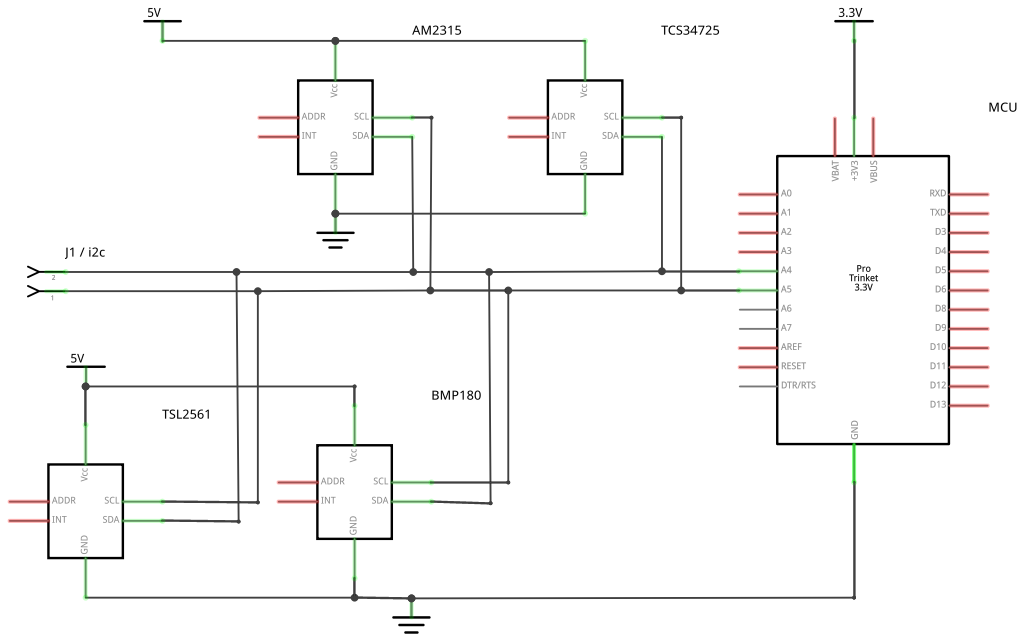 5V
3.3V
AM2315
TCS34725
MCU
Vcc
ADDR
INT
SCL
SDA
GND
Vcc
ADDR
INT
SCL
SDA
GND
VBAT
+3V3
VBUS
A0
A1
A2
A3
A4
A5
A6
A7
AREF
RESET
DTR/RTS
RXD
TXD
D3
D4
D5
D6
D8
D9
D10
D11
D12
D13
Pro
Trinket
3.3V
GND
J1 / i2c
2
1
5V
TSL2561
BMP180
Vcc
ADDR
INT
SCL
SDA
GND
Vcc
ADDR
INT
SCL
SDA
GND